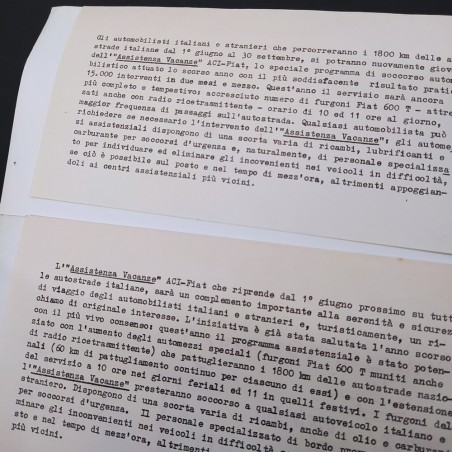 Gli automobilisti italiani e stranieri che percorreranno i 1800 km delle a
strade italiane dal 1° giugno al 30 settembre, si potranno nuovamente giov
dell'"Assistenza Vacanze" ACI-Fiat, lo speciale programma di soccorso autom
bilistico attuato lo scorso anno con il più soddisfacente risultato pratic
15.000 interventi in due mesi e mezzo. Quest'anno il servizio sarà ancora
più completo e tempestivo: accresciuto numero di furgoni Fiat 600 T - attre
zati anche con radio ricetrasmittente - orario di 10 ed 11 ore al giorno
maggior frequenza di passaggi sull'autostrada. Qualsiasi automobilista può
richiedere se necessario l'intervento dell'"Assistenza Vacanze": gli autome
zi assistenziali dispongono di una scorta varia di ricambi, lubrificanti e
carburante per soccorsi d'urgenza e, naturalmente, di personale specializza
to per individuare ed eliminare gli incovenienti nei veicoli in difficoltà,
se ciò è possibile sul posto e nel tempo di mezz'ora, altrimenti appoggian-
doli ai centri assistenziali più vicini.
L'"Assistenza Vacanze" ACI-Fiat che riprende dal 1° giugno prossimo su tutt
le autostrade italiane, sarà un complemento importante alla serenità e sicurez
di viaggio degli automobilisti italiani e stranieri e, turisticamente, un ri-
chiamo di originale interesse. L'iniziativa è già stata salutata l'anno scorso
con il più vivo consenso: quest'anno il programma assistenziale è stato poten-
ziato con l'aumento degli automezzi speciali (furgoni Fiat 600 T muniti anche
di radio ricetrasmittente) che pattuglieranno i 1800 km delle autostrade nazio
nali (60 km di pattugliamento continuo per ciascuno di essi) e con l'estensione
del servizio a 10 ore nei giorni feriali ed 11 in quelli festivi. I furgoni del
l'"Assistenza Vacanze" presteranno soccorso a qualsiasi autoveicolo italiano e
straniero. Dispongono di una scorta varia di ricambi, anche di olio e carburan
per soccorsi d'urgenza. Il personale specializzato di bordo pro
minare gli inconvenienti nei veicoli in difficoltà
sto e nel tempo di mezz'ora, altrimenti
più vicini.